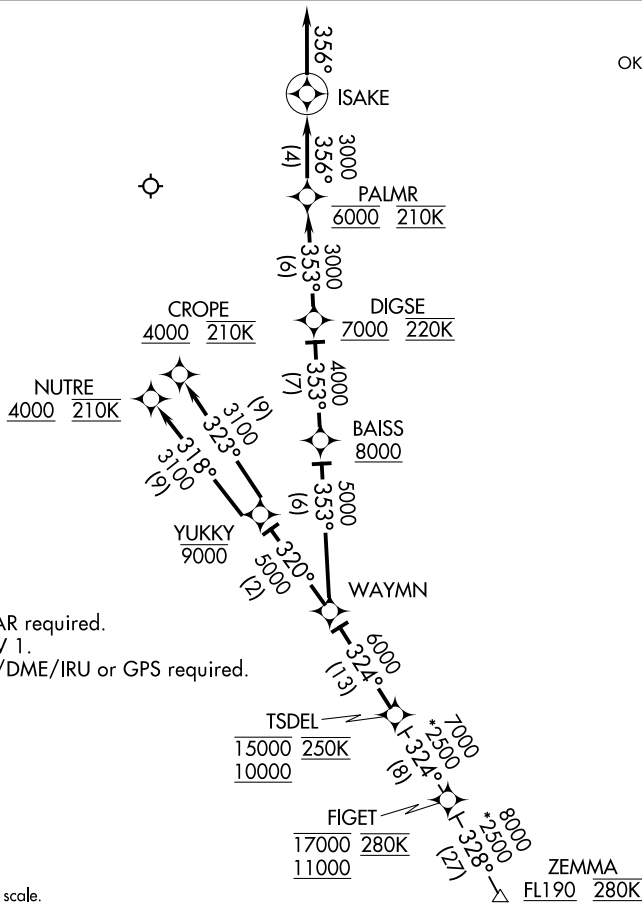 356°
OK
ISAKE
3000
356°
(4)
PALMR
6000 210K
3000
353°
(6)
CROPE
4000 210K
DIGSE
7000 220K
NUTRE
4000 210K
4000
353°
(7)
(9)
3100
323°
BAISS
8000
318°
3100
(9)
5000
353°
(6)
YUKKY
9000
320°
5000
(2)
WAYMN
AR required.
V 1.
/DME/IRU or GPS required.
6000
324°
(13)
TSDEL
15000 250K
10000
7000
*2500
324°
(8)
FIGET
17000 280K
11000
8000
*2500
328°
(27)
ZEMMA
FL190 280K
scale.